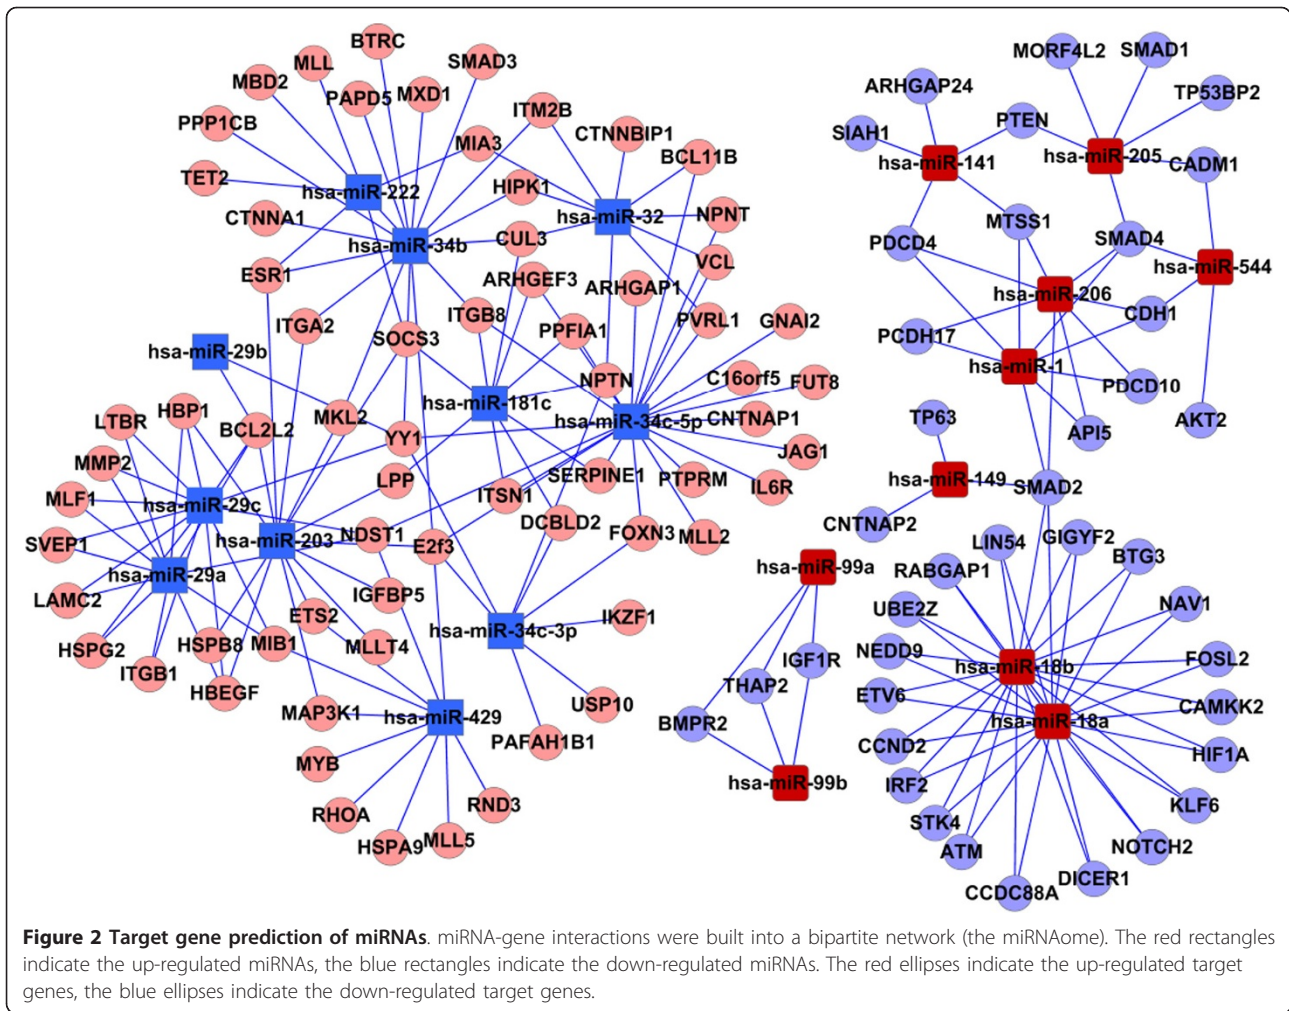 BTRC
MLL
SMAD3
MBD2
PAPD5
MXD1
ITM2B
PPP1CB
CTNNBIP1
MIA3
BCL11B
TET2
hsa-miR-222
HIPK1
CTNNA1
hsa-miR-32
NPNT
hsa-miR-34b
CUL3
VCL
ESR1
ARHGEF3
ARHGAP1
ITGA2
ITGB8
PPFIA1
PVRL1
GNAI2
SOCS3
hsa-miR-29b
NPTN
C16orf5
FUT8
hsa-miR-181c
LTBR
HBP1
BCL2L2
MKL2
hsa-miR-34c-5p
CNTNAP1
YY1
JAG1
MMP2
LPP
SERPINE1
PTPRM
IL6R
MLF1
hsa-miR-29c
ITSN1
SVEP1
hsa-miR-203
NDST1
E2f3
DCBLD2
FOXN3
MLL2
hsa-miR-29a
LAMC2
IGFBP5
ETS2
hsa-miR-34c-3p
IKZF1
HSPG2
HSPB8
MIB1
MLLT4
ITGB1
HBEGF
MAP3K1
hsa-miR-429
USP10
PAFAH1B1
MYB
RHOA
RND3
HSPA9
MLL5
MORF4L2
SMAD1
ARHGAP24
TP53BP2
SIAH1
PTEN
hsa-miR-141
hsa-miR-205
CADM1
MTSS1
PDCD4
SMAD4
hsa-miR-544
hsa-miR-206
CDH1
PCDH17
hsa-miR-1
PDCD10
TP63
API5
AKT2
hsa-miR-149
SMAD2
CNTNAP2
LIN54
GIGYF2
BTG3
hsa-miR-99a
RABGAP1
UBE2Z
NAV1
NEDD9
hsa-miR-18b
FOSL2
IGF1R
THAP2
ETV6
CAMKK2
BMPR2
hsa-miR-18a
CCND2
HIF1A
hsa-miR-99b
IRF2
KLF6
STK4
ATM
NOTCH2
CCDC88A
DICER1
Figure 2 Target gene prediction of miRNAs. miRNA-gene interactions were built into a bipartite network (the miRNAome). The red rectangles
indicate the up-regulated miRNAs, the blue rectangles indicate the down-regulated miRNAs. The red ellipses indicate the up-regulated target
genes, the blue ellipses indicate the down-regulated target genes.